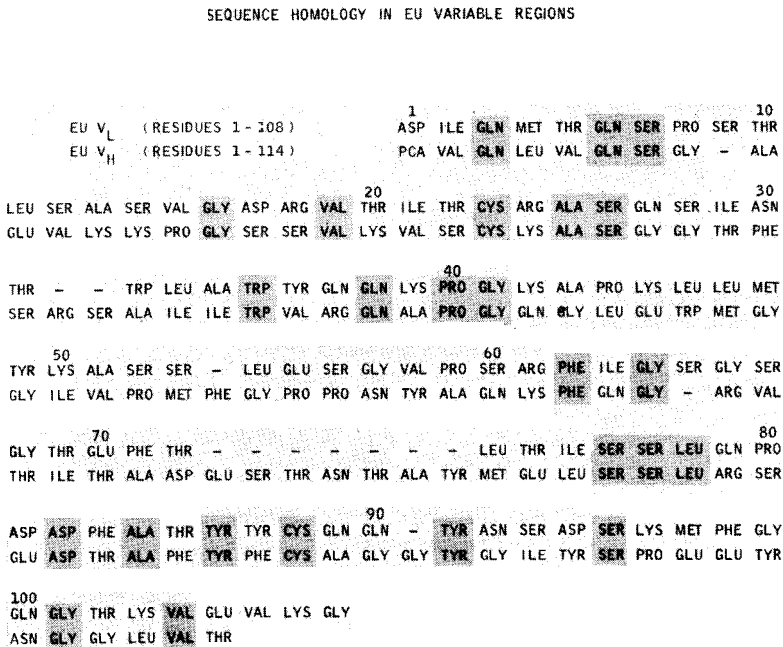 SEQUENCE HOMOLOGY IN EU VARIABLE REGIONS
1 10
EU VL (RESIDUES 1-108) ASP ILE GLN MET THR GLN SER PRO SER THR
EU VH (RESIDUES 1-114) PCA VAL GLN LEU VAL GLN SER GLY - ALA
20 30
LEU SER ALA SER VAL GLY ASP ARG VAL THR ILE THR CYS ARG ALA SER GLN SER ILE ASN
GLU VAL LYS LYS PRO GLY SER SER VAL LYS VAL SER CYS LYS ALA SER GLY GLY THR PHE
40
THR - - TRP LEU ALA TRP TYR GLN GLN LYS PRO GLY LYS ALA PRO LYS LEU LEU MET
SER ARG SER ALA ILE ILE TRP VAL ARG GLN ALA PRO GLY GLN GLY LEU GLU TRP MET GLY
50 60
TYR LYS ALA SER SER - LEU GLU SER GLY VAL PRO SER ARG PHE ILE GLY SER GLY SER
GLY ILE VAL PRO MET PHE GLY PRO PRO ASN TYR ALA GLN LYS PHE GLN GLY - ARG VAL
70 80
GLY THR GLU PHE THR - - - - - - - LEU THR ILE SER SER LEU GLN PRO
THR ILE THR ALA ASP GLU SER THR ASN THR ALA TYR MET GLU LEU SER SER LEU ARG SER
90
ASP ASP PHE ALA THR TYR TYR CYS GLN GLN - TYR ASN SER ASP SER LYS MET PHE GLY
GLU ASP THR ALA PHE TYR PHE CYS ALA GLY GLY TYR GLY ILE TYR SER PRO GLU GLU TYR
100
GLN GLY THR LYS VAL GLU VAL LYS GLY
ASN GLY GLY LEU VAL THR